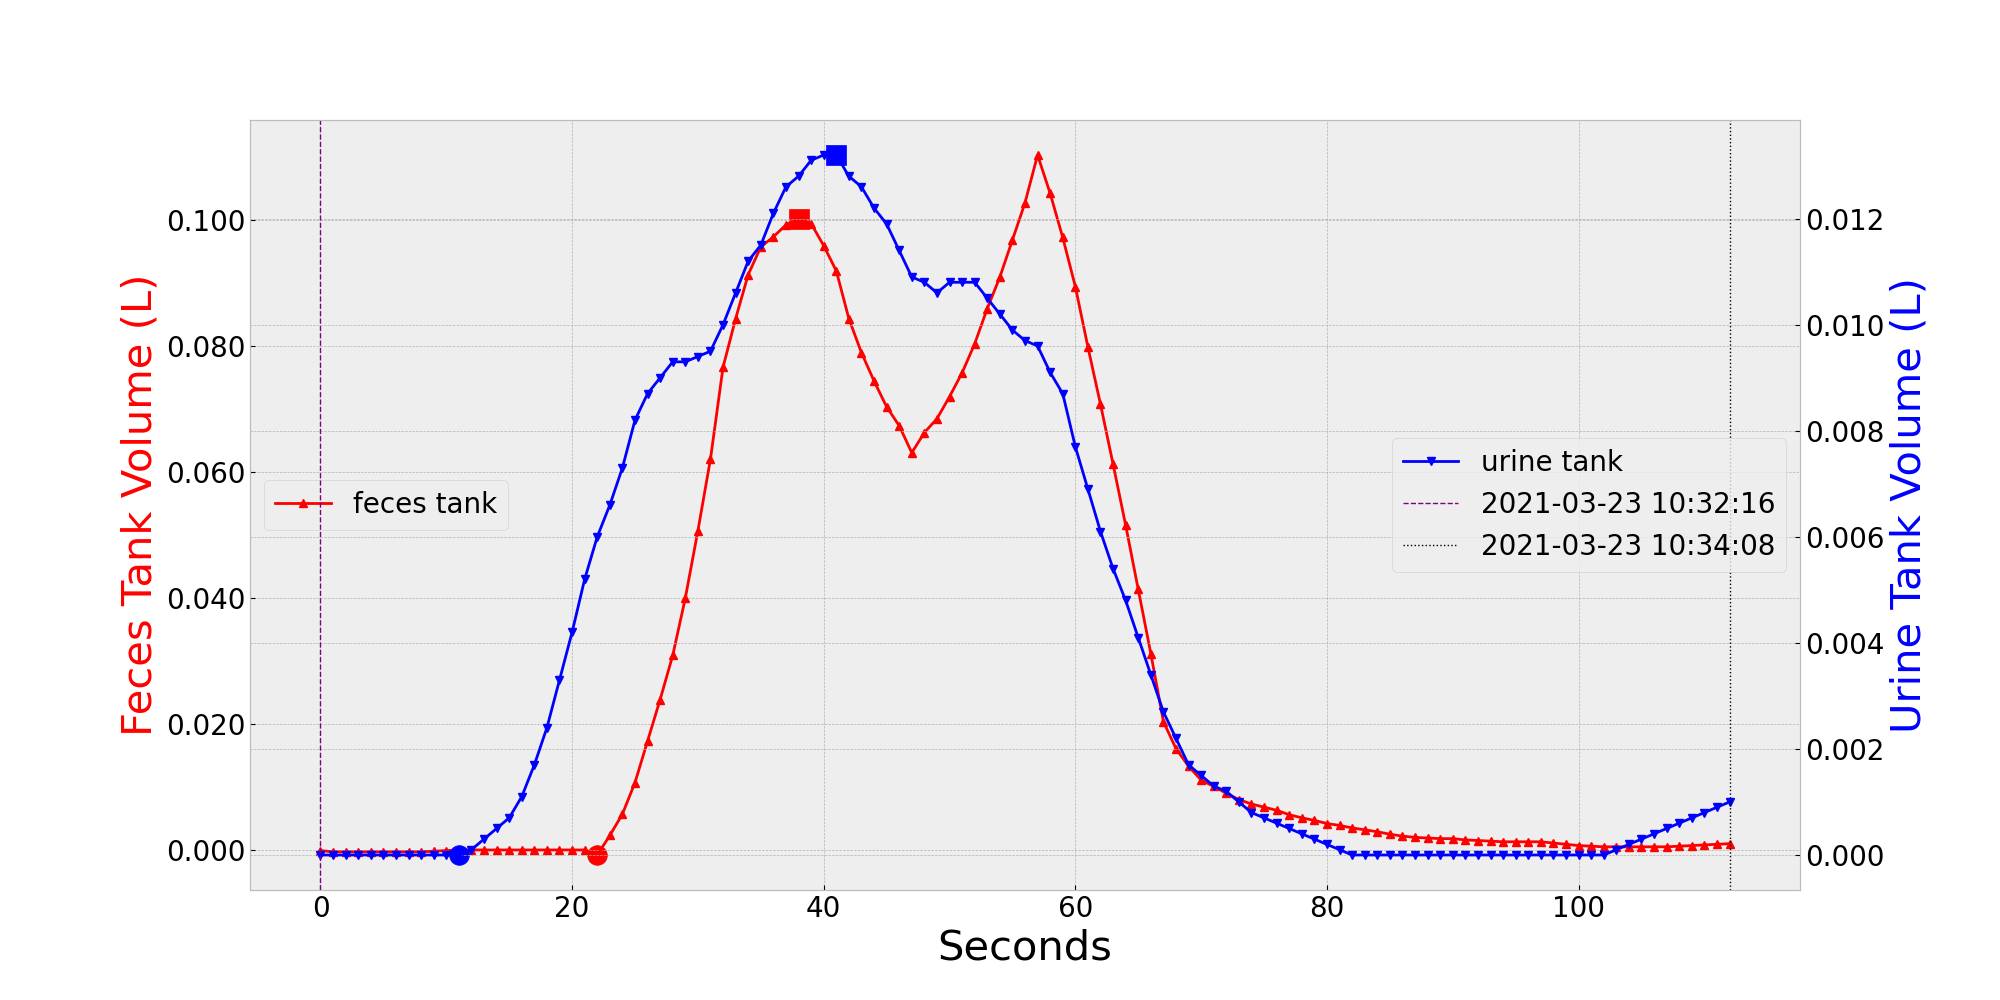 Feces Tank Volume (L)
0.100
0.080
0.060
0.040
0.020
0.000
feces tank
urine tank
2021-03-23 10:32:16
2021-03-23 10:34:08
0.012
0.010
0.008
0.006
0.004
0.002
0.000
Urine Tank Volume (L)
0 20 40 60 80 100
Seconds